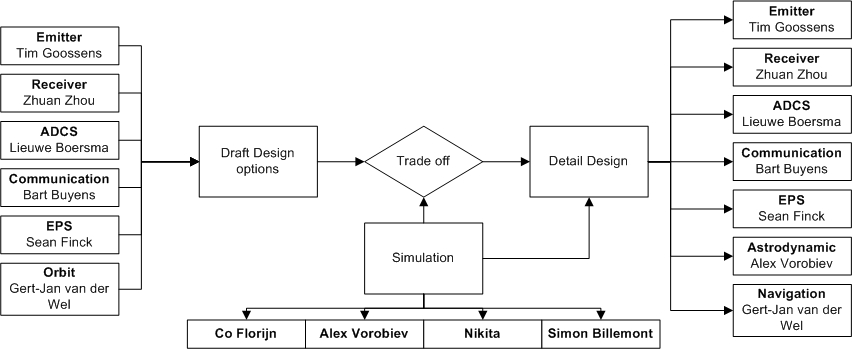 Emitter
Tim Goossens
Receiver
Zhuan Zhou
ADCS
Lieuwe Boersma
Communication
Bart Buyens
EPS
Sean Finck
Orbit
Gert-Jan van der
Wel
Draft Design
options
Trade off
Detail Design
Simulation
Co Florijn
Alex Vorobiev
Nikita
Simon Billemont
Emitter
Tim Goossens
Receiver
Zhuan Zhou
ADCS
Lieuwe Boersma
Communication
Bart Buyens
EPS
Sean Finck
Astrodynamic
Alex Vorobiev
Navigation
Gert-Jan van der
Wel